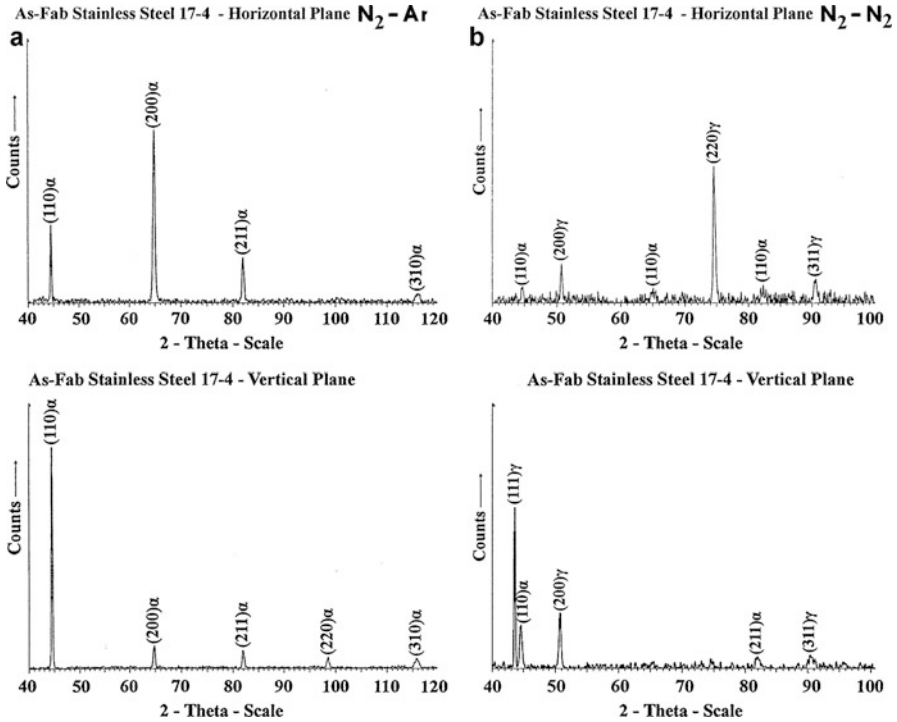 As-Fab Stainless Steel 17-4 - Horizontal Plane N2-Ar
a
Counts
(110)α
(200)α
(211)α
(310)α
40 50 60 70 80 90 100 110 120
2 - Theta - Scale
As-Fab Stainless Steel 17-4 - Horizontal Plane N2-N2
b
Counts
(110)α
(200)γ
(110)α
(220)γ
(110)α
(311)γ
40 50 60 70 80 90 100
2 - Theta - Scale
As-Fab Stainless Steel 17-4 - Vertical Plane
Counts
(110)α
(200)α
(211)α
(220)α
(310)α
40 50 60 70 80 90 100 110 120
2 - Theta - Scale
As-Fab Stainless Steel 17-4 - Vertical Plane
Counts
(111)γ
(110)α
(200)γ
(211)α
(311)γ
40 50 60 70 80 90 100
2 - Theta - Scale